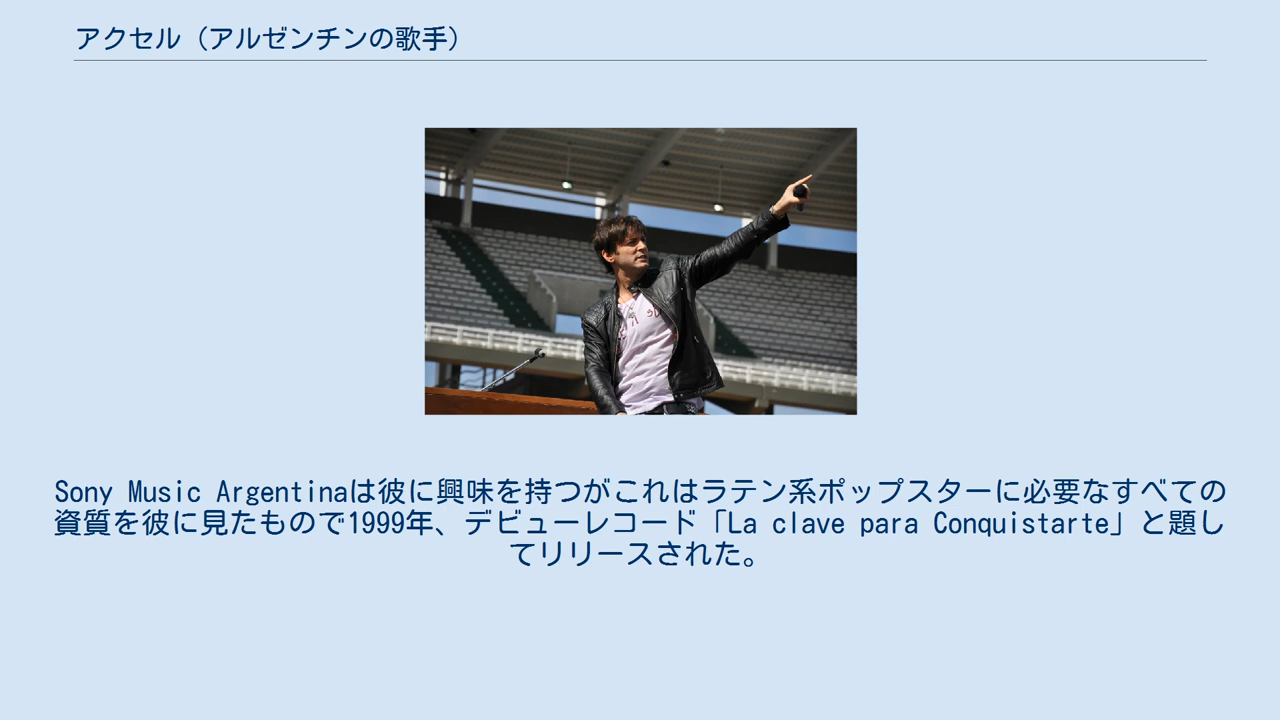 アクセル（アルゼンチンの歌手）
Sony Music Argentinaは彼に興味を持つがこれはラテン系ポップスターに必要なすべての
資質を彼に見たもので1999年、デビューレコード「La clave para Conquistarte」と題し
てリリースされた。